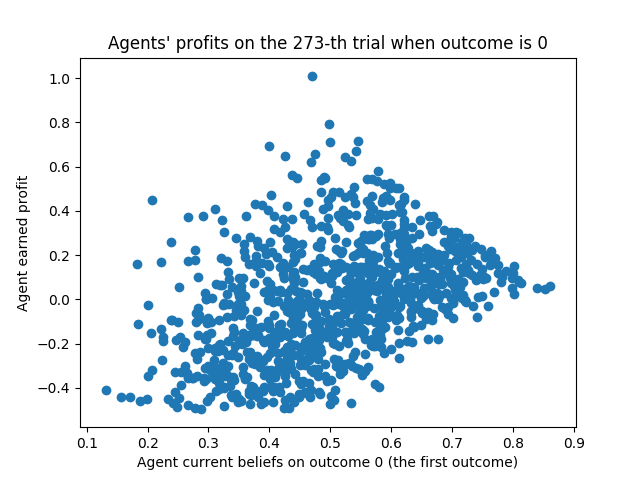 Agents' profits on the 273-th trial when outcome is 0
1.0
0.8
0.6
0.4
0.2
0.0
−0.2
−0.4
Agent earned profit
0.1 0.2 0.3 0.4 0.5 0.6 0.7 0.8 0.9
Agent current beliefs on outcome 0 (the first outcome)